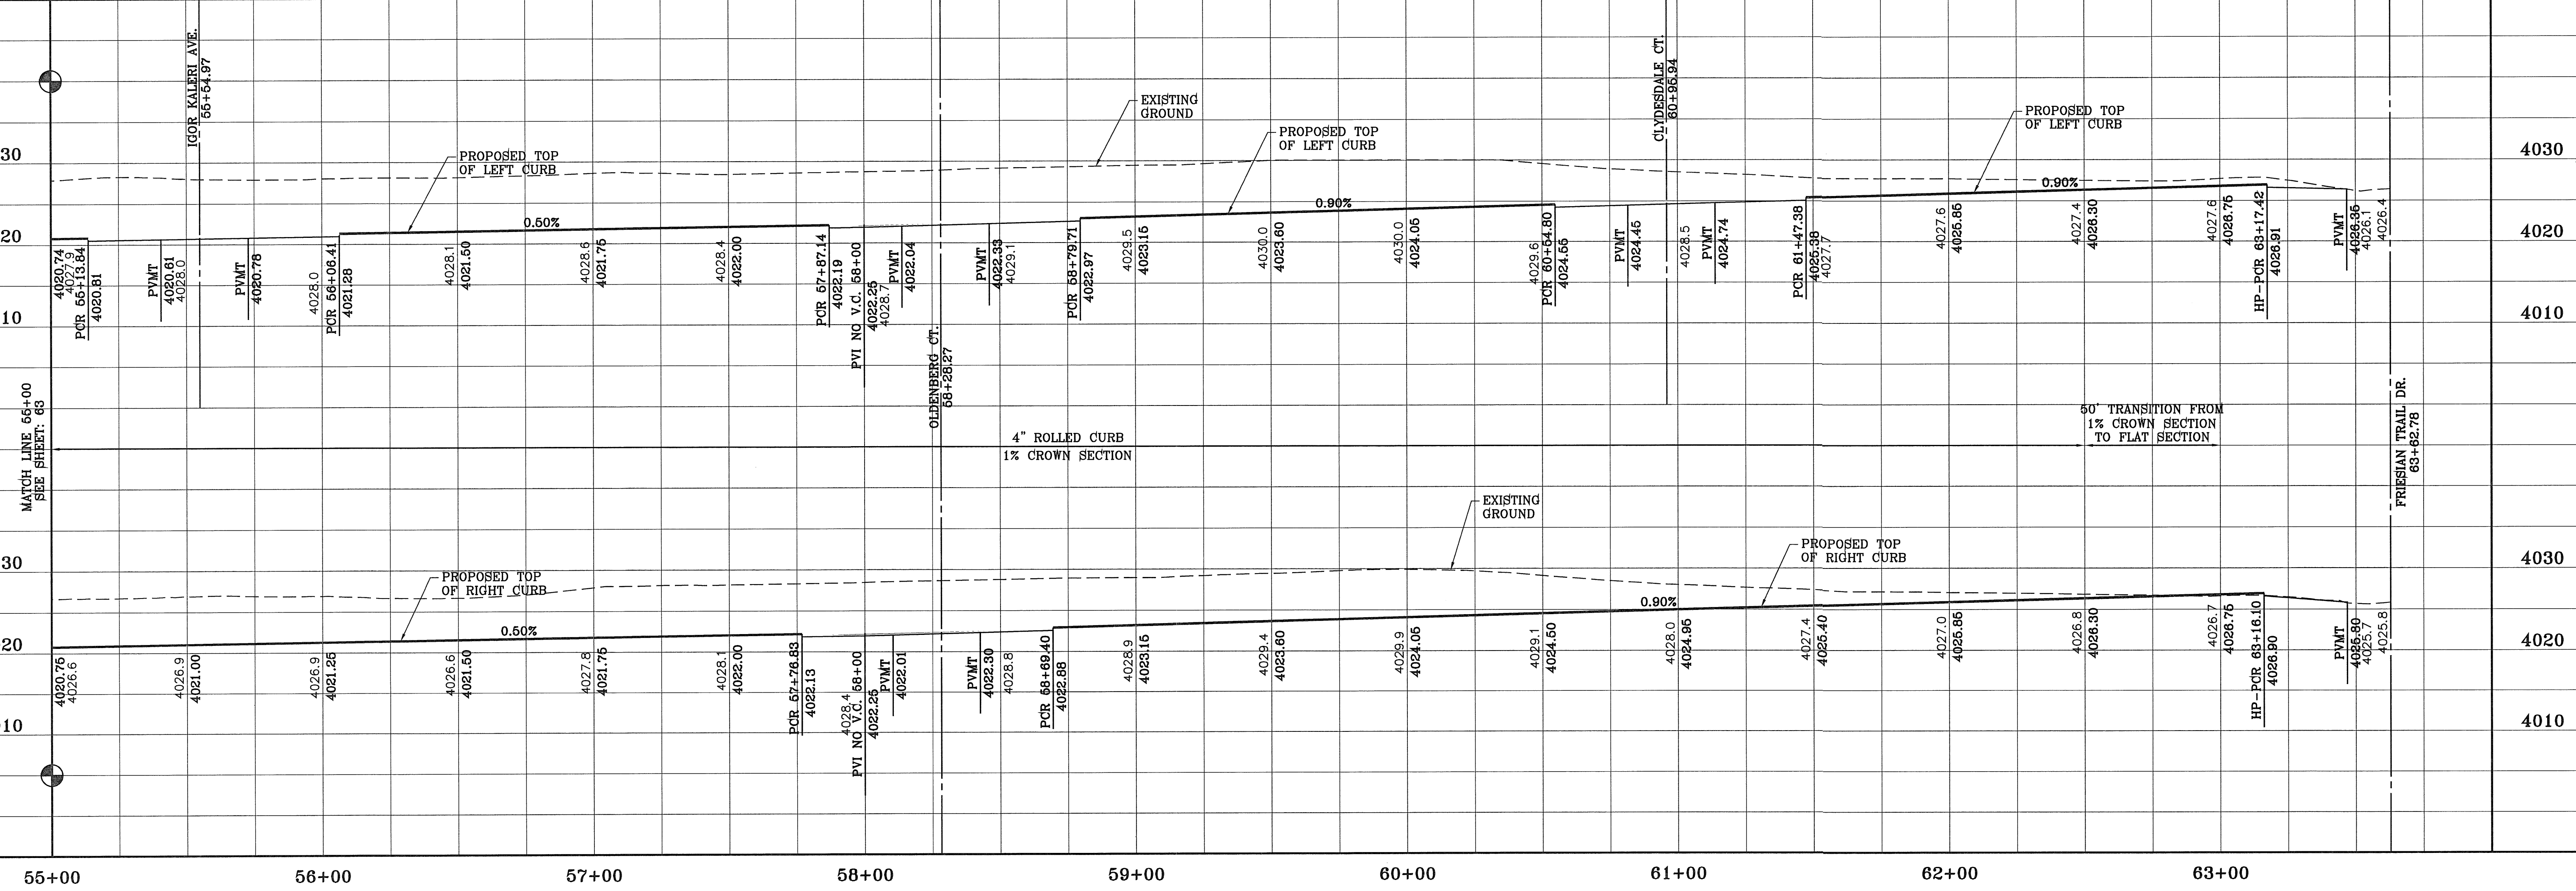 IGOR KALERI AVE.
55+54.97
CLYDESDALE CT.
60+95.94
EXISTING
GROUND
PROPOSED TOP
OF LEFT CURB
PROPOSED TOP
OF LEFT CURB
PROPOSED TOP
OF LEFT CURB
30
4030
0.50%
0.90%
0.90%
20
4020
4020.74
4027.9
PCR 55+13.84
4020.81
PVMT
4020.61
4028.0
PVMT
4020.78
4028.0
PCR 56+06.41
4021.28
4028.1
4021.50
4028.6
4021.75
4028.4
4022.00
PCR 57+87.14
4022.19
PVI NO V.C. 58+00
4022.25
4028.7
PVMT
4022.04
PVMT
4022.33
4029.1
PCR 58+79.71
4022.97
4029.5
4023.15
4030.0
4023.60
4030.0
4024.05
4029.6
PCR 60+54.80
4024.55
PVMT
4024.45
4028.5
PVMT
4024.74
PCR 61+47.38
4025.38
4027.7
4027.6
4025.85
4027.4
4026.30
4027.6
4026.75
HP-PCR 63+17.42
4026.91
PVMT
4026.35
4026.1
4026.4
10
4010
OLDENBERG CT.
58+28.27
MATCH LINE 55+00
SEE SHEET: 63
4" ROLLED CURB
1% CROWN SECTION
50' TRANSITION FROM
1% CROWN SECTION
TO FLAT SECTION
FRIESIAN TRAIL DR.
63+62.78
EXISTING
GROUND
PROPOSED TOP
OF RIGHT CURB
PROPOSED TOP
OF RIGHT CURB
30
4030
0.50%
0.90%
20
4020
4020.75
4026.6
4026.9
4021.00
4026.9
4021.25
4026.6
4021.50
4027.8
4021.75
4028.1
4022.00
PCR 57+76.83
4022.13
4028.4
PVI NO V.C. 58+00
4022.25
PVMT
4022.01
PVMT
4022.30
4028.8
PCR 58+69.40
4022.88
4028.9
4023.15
4029.4
4023.60
4029.9
4024.05
4029.1
4024.50
4028.0
4024.95
4027.4
4025.40
4027.0
4025.85
4026.8
4026.30
4026.7
4026.75
HP-PCR 63+16.10
4026.90
PVMT
4025.80
4025.7
4025.8
10
4010
55+00
56+00
57+00
58+00
59+00
60+00
61+00
62+00
63+00